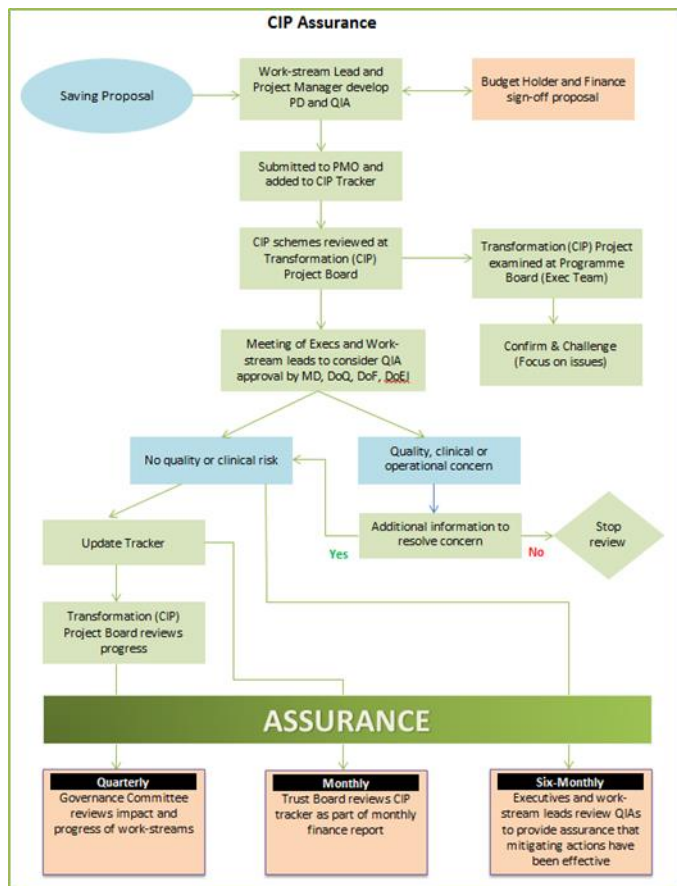 CIP Assurance
Saving Proposal
Work-stream Lead and
Project Manager develop
PD and QIA
Budget Holder and Finance
sign-off proposal
Submitted to PMO and
added to CIP Tracker
CIP schemes reviewed at
Transformation (CIP)
Project Board
Transformation (CIP) Project
examined at Programme
Board (Exec Team)
Meeting of Execs and Work-
stream leads to consider QIA
approval by MD, DoQ, DoF, DoEI
Confirm & Challenge
(Focus on issues)
No quality or clinical risk
Quality, clinical or
operational concern
Update Tracker
Additional information to
resolve concern
Stop
review
Yes
No
Transformation (CIP)
Project Board reviews
progress
ASSURANCE
Quarterly
Governance Committee
reviews impact and
progress of work-streams
Monthly
Trust Board reviews CIP
tracker as part of monthly
finance report
Six-Monthly
Executives and work-
stream leads review QIAs
to provide assurance that
mitigating actions have
been effective